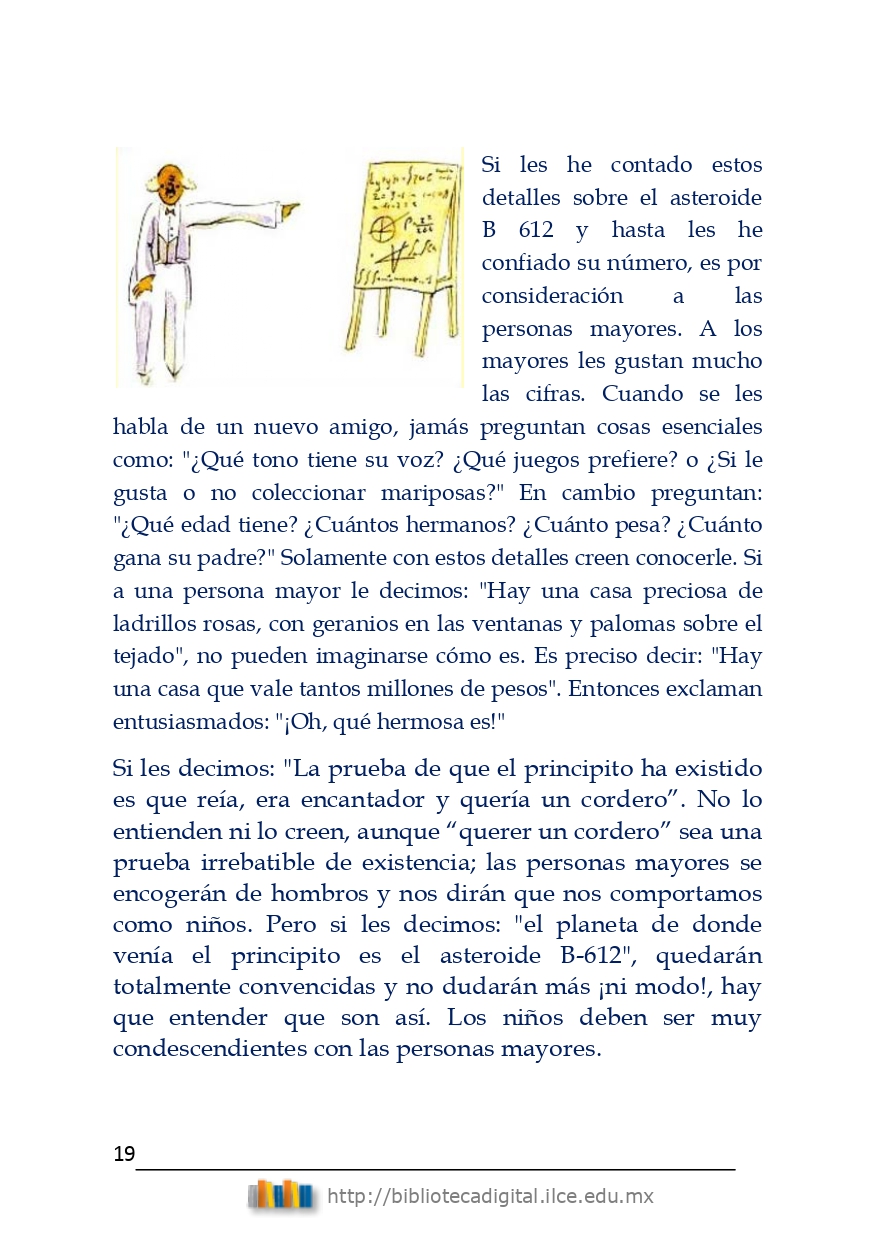 Si les he contado estos
detalles sobre el asteroide
B 612 y hasta les he
confiado su número, es por
consideración a las
personas mayores. A los
mayores les gustan mucho
las cifras. Cuando se les
habla de un nuevo amigo, jamás preguntan cosas esenciales
como: "¿Qué tono tiene su voz? ¿Qué juegos prefiere? o ¿Si le
gusta o no coleccionar mariposas?" En cambio preguntan:
"¿Qué edad tiene? ¿Cuántos hermanos? ¿Cuánto pesa? ¿Cuánto
gana su padre?" Solamente con estos detalles creen conocerle. Si
a una persona mayor le decimos: "Hay una casa preciosa de
ladrillos rosas, con geranios en las ventanas y palomas sobre el
tejado", no pueden imaginarse cómo es. Es preciso decir: "Hay
una casa que vale tantos millones de pesos". Entonces exclaman
entusiasmados: "¡Oh, qué hermosa es!"
Si les decimos: "La prueba de que el principito ha existido
es que reía, era encantador y quería un cordero”. No lo
entienden ni lo creen, aunque “querer un cordero” sea una
prueba irrebatible de existencia; las personas mayores se
encogerán de hombros y nos dirán que nos comportamos
como niños. Pero si les decimos: "el planeta de donde
venía el principito es el asteroide B-612", quedarán
totalmente convencidas y no dudarán más ¡ni modo!, hay
que entender que son así. Los niños deben ser muy
condescendientes con las personas mayores.
19
http://bibliotecadigital.ilce.edu.mx